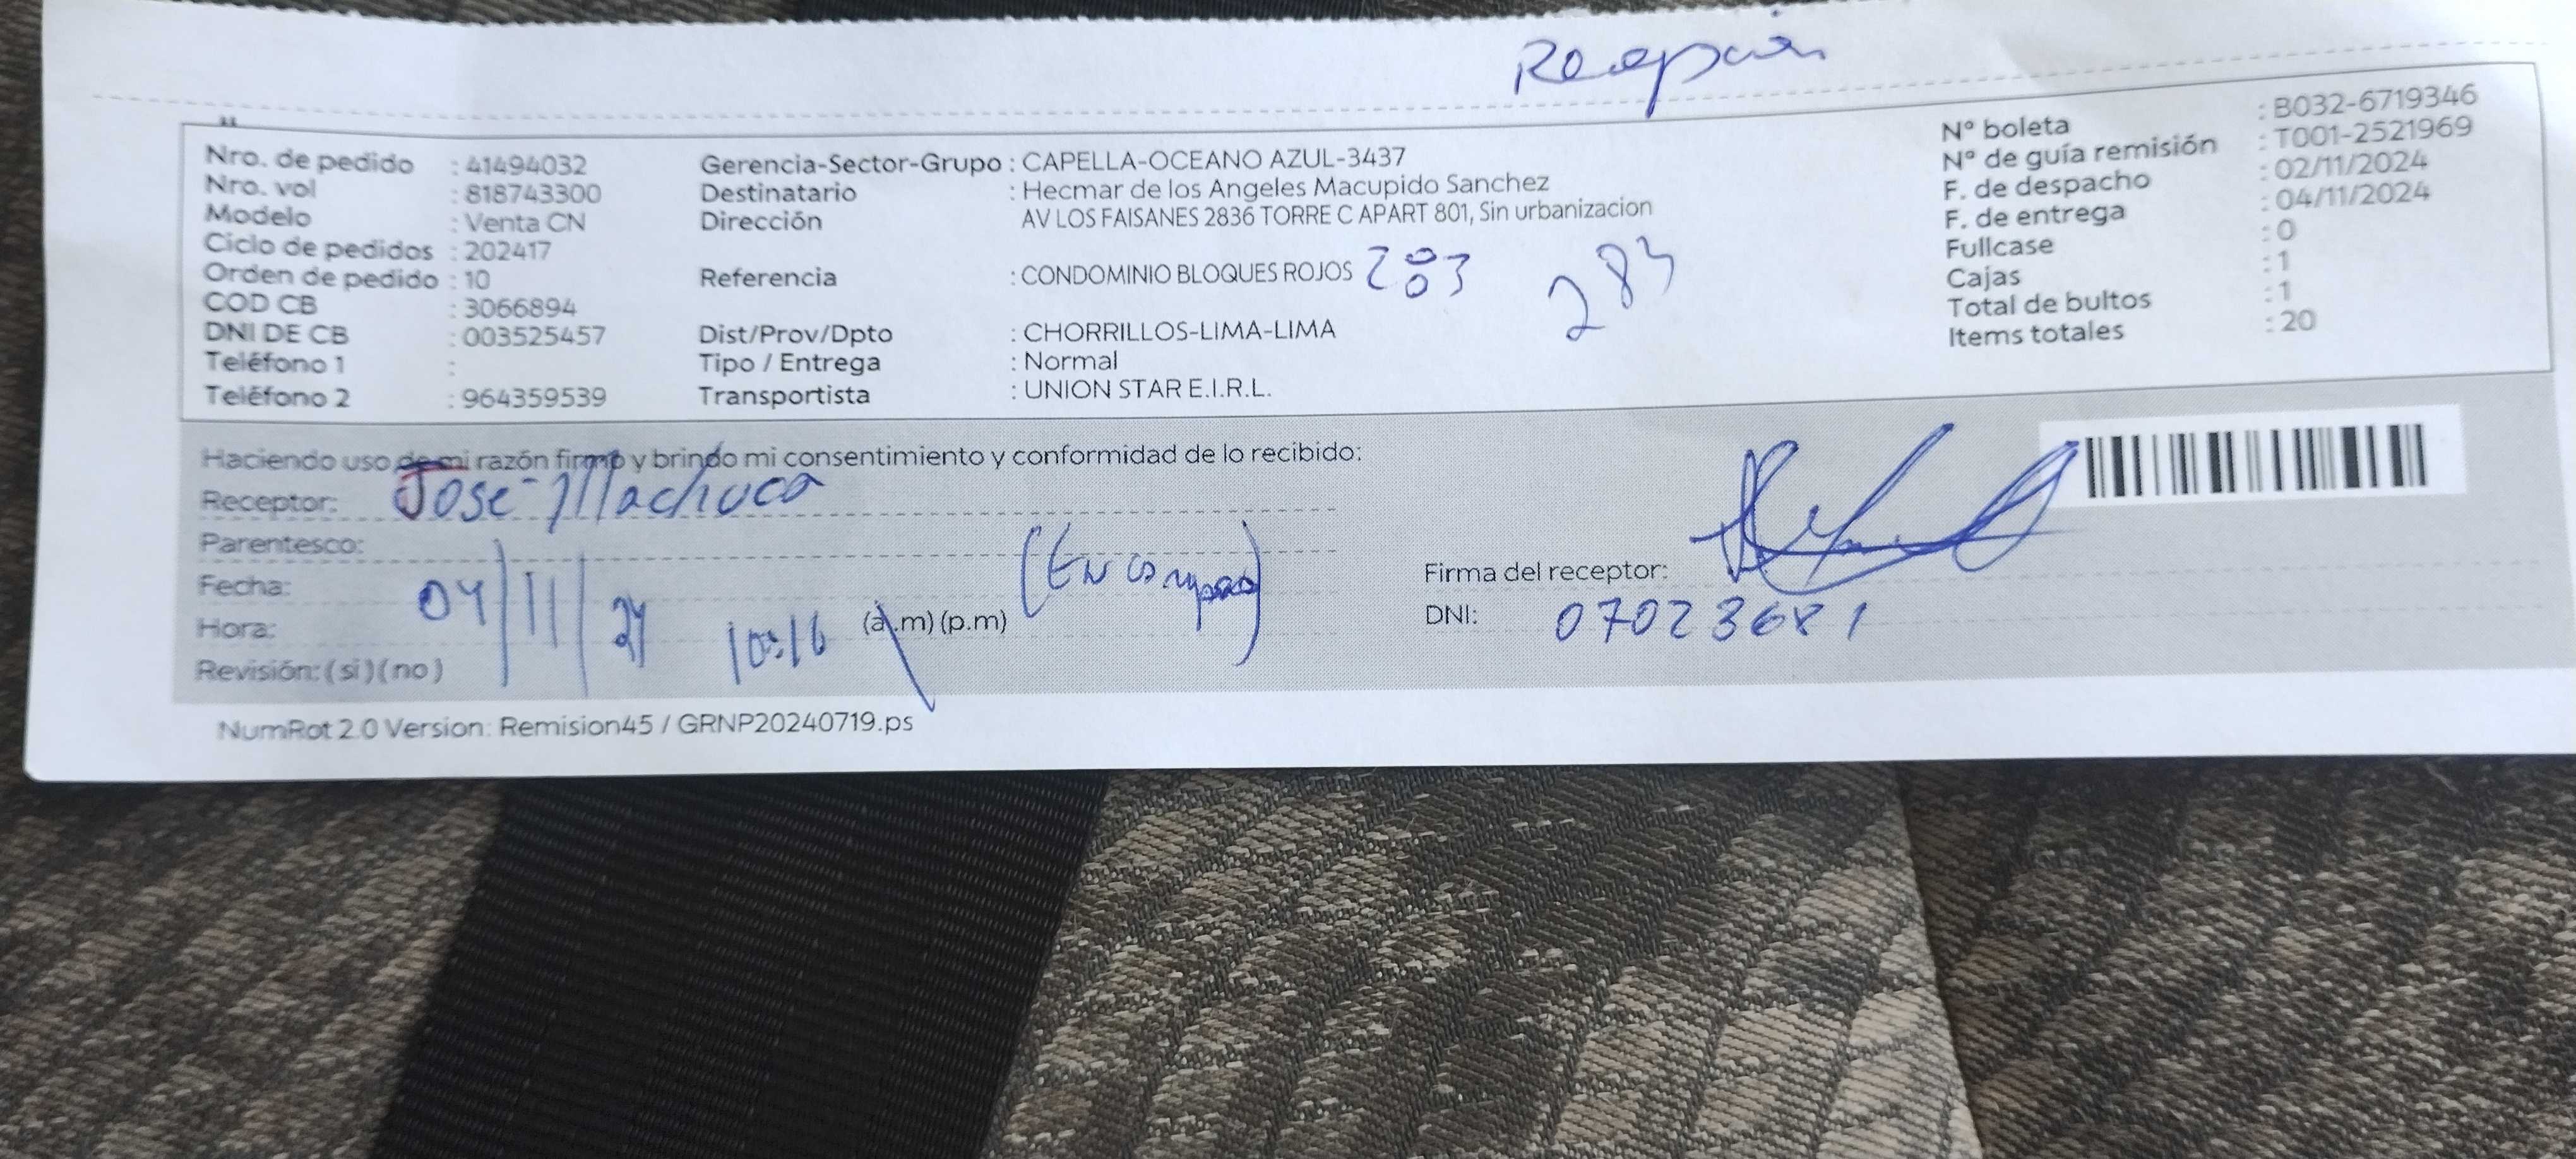 Recepción
Nro. de pedido : 41494032
Nro. vol : 818743300
Modelo : Venta CN
Ciclo de pedidos : 202417
Orden de pedido : 10
COD CB : 3066894
DNI DE CB : 003525457
Teléfono 1 :
Teléfono 2 : 964359539
Gerencia-Sector-Grupo : CAPELLA-OCEANO AZUL-3437
Destinatario : Hecmar de los Angeles Macupido Sanchez
Dirección AV LOS FAISANES 2836 TORRE C APART 801, Sin urbanizacion
Referencia : CONDOMINIO BLOQUES ROJOS
283
Dist/Prov/Dpto : CHORRILLOS-LIMA-LIMA
Tipo / Entrega : Normal
Transportista : UNION STAR E.I.R.L.
N° boleta : B032-6719346
N° de guía remisión : T001-2521969
F. de despacho : 02/11/2024
F. de entrega : 04/11/2024
Fullcase : 0
Cajas : 1
Total de bultos : 1
Items totales : 20
Haciendo uso de mi razón firmo y brindo mi consentimiento y conformidad de lo recibido:
Receptor: Jose Machuca
Parentesco:
Fecha: 04/11/24
Hora: 10:16 (a.m) (p.m)
Revisión: (si) (no)
Firma del receptor:
DNI: 07023681
NumRot 2.0 Version: Remision45 / GRNP20240719.ps